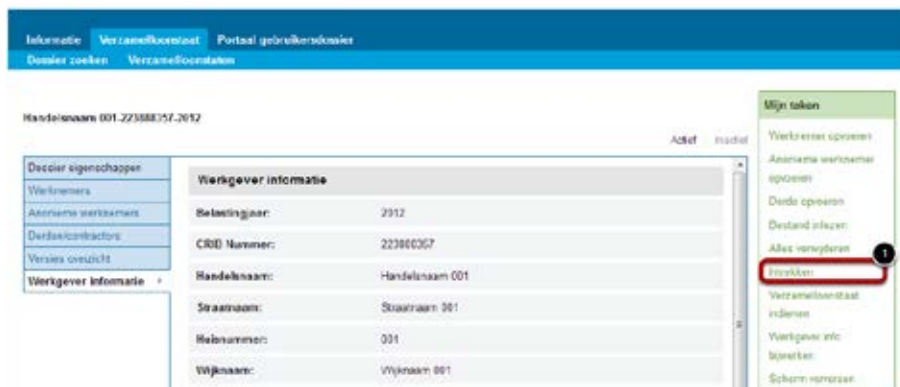 Informatie Verzamelloonstaat Portaal gebruikersdossier
Dossier zoeken Verzamelloonstaten
Handelsnaam 001-223888357-2012
Actief Inactief
Dossier eigenschappen
Werknemers
Anonieme werknemers
Derden/contractors
Versies overzicht
Werkgever informatie
Werkgever informatie
Belastingjaar: 2012
CRIB Nummer:
Handelsnaam: Handelsnaam 001
Straatnaam: Straatnaam 001
Huisnummer: 001
Wijknaam: Wijknaam 001
Mijn taken
Werknemer opvoeren
Anonieme werknemer
opvoeren
Derde opvoeren
Bestand inlezen
Alles verwijderen
1
Intrekken
Verzamelloonstaat
indienen
Werkgever info
bijwerken
Scherm verversen